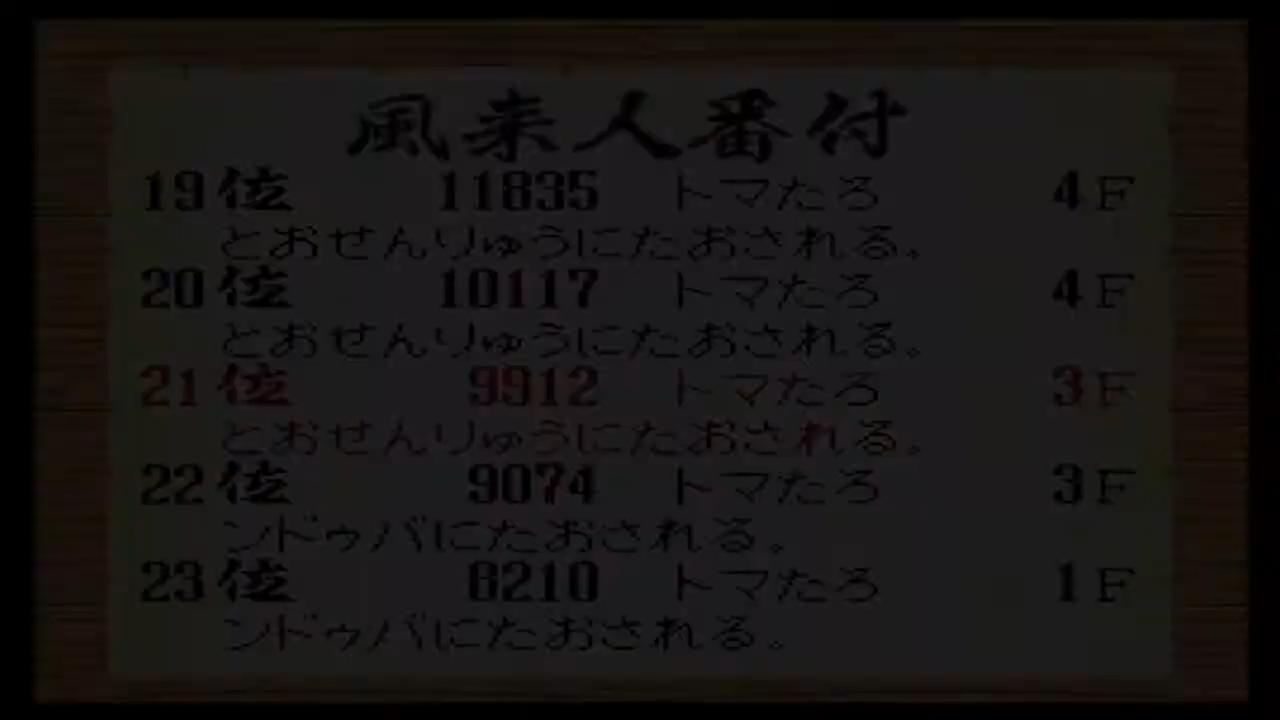 風来人番付
19位 11835 トマたろ 4F
とおせんりゅうにたおされる。
20位 10117 トマたろ 4F
とおせんりゅうにたおされる。
21位 9912 トマたろ 3F
とおせんりゅうにたおされる。
22位 9074 トマたろ 3F
ンドゥバにたおされる。
23位 8210 トマたろ 1F
ンドゥバにたおされる。